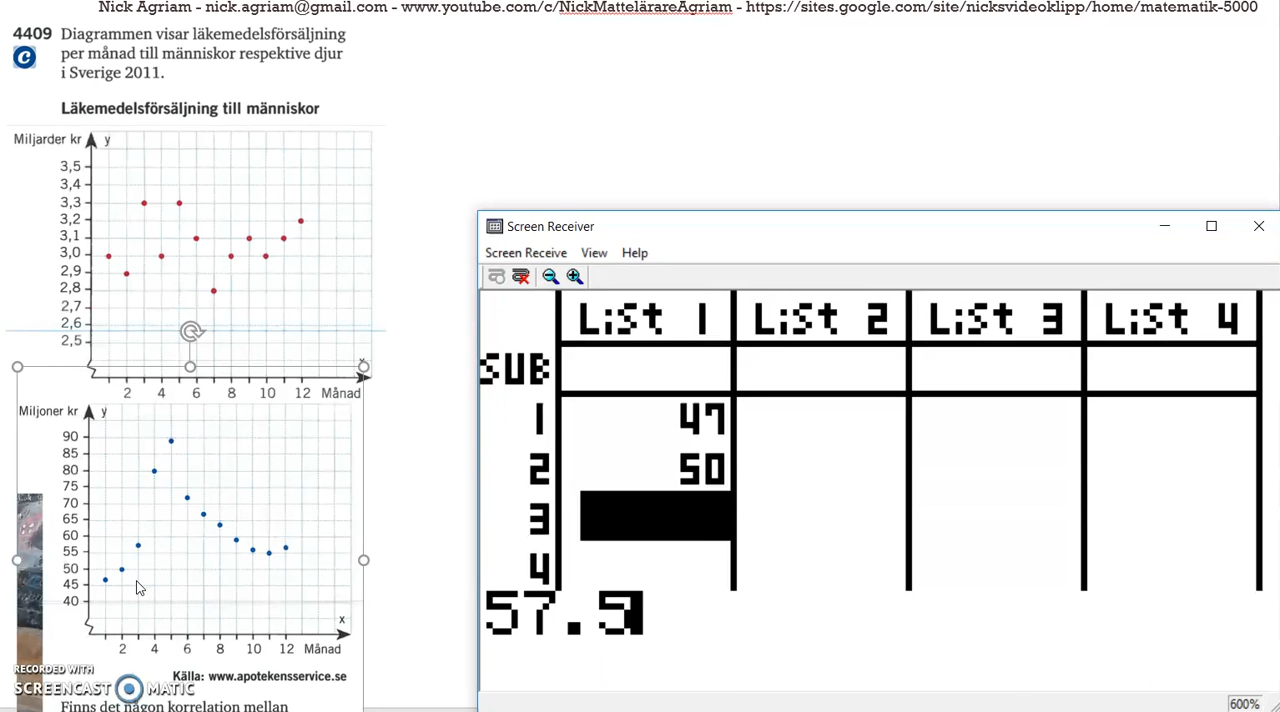 Nick Agriam - nick.agriam@gmail.com - www.youtube.com/c/NickMattelärareAgriam - https://sites.google.com/site/nicksvideoklipp/home/matematik-5000
4409 Diagrammen visar läkemedelsförsäljning
per månad till människor respektive djur
i Sverige 2011.
C
Läkemedelsförsäljning till människor
Miljarder kr y
3,5
3,4
3,3
3,2
3,1
3,0
2,9
2,8
2,7
2,6
2,5
x
2 4 6 8 10 12 Månad
Miljoner kr y
90
85
80
75
70
65
60
55
50
45
40
x
2 4 6 8 10 12 Månad
Källa: www.apotekensservice.se
Finns det någon korrelation mellan
RECORDED WITH
SCREENCAST MATIC
Screen Receiver
Screen Receive View Help
List 1 List 2 List 3 List 4
SUB
1 47
2 50
3
4
57.5
600%